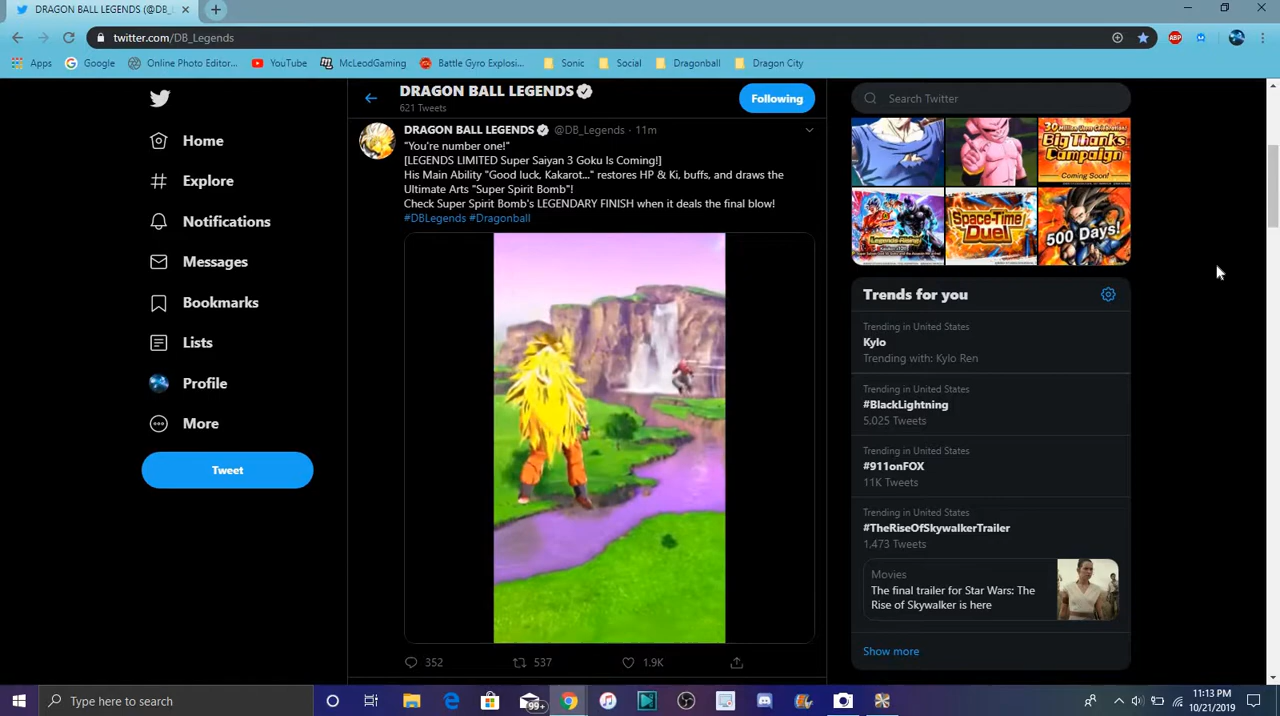 DRAGON BALL LEGENDS (@DB_
twitter.com/DB_Legends
ABP
Apps
Google
Online Photo Editor...
YouTube
McLeodGaming
Battle Gyro Explosi...
Sonic
Social
Dragonball
Dragon City
DRAGON BALL LEGENDS
621 Tweets
Following
Search Twitter
Home
Explore
Notifications
Messages
Bookmarks
Lists
Profile
More
Tweet
DRAGON BALL LEGENDS @DB_Legends · 11m
"You're number one!"
[LEGENDS LIMITED Super Saiyan 3 Goku Is Coming!]
His Main Ability "Good luck, Kakarot..." restores HP & Ki, buffs, and draws the
Ultimate Arts "Super Spirit Bomb"!
Check Super Spirit Bomb's LEGENDARY FINISH when it deals the final blow!
#DBLegends #Dragonball
352
537
1.9K
Big Thanks
Campaign
Coming Soon!
Legends Rising
Space-Time
Duel
500 Days!
Trends for you
Trending in United States
Kylo
Trending with: Kylo Ren
Trending in United States
#BlackLightning
5,025 Tweets
Trending in United States
#911onFOX
11K Tweets
Trending in United States
#TheRiseOfSkywalkerTrailer
1,473 Tweets
Movies
The final trailer for Star Wars: The
Rise of Skywalker is here
Show more
Type here to search
99+
11:13 PM
10/21/2019